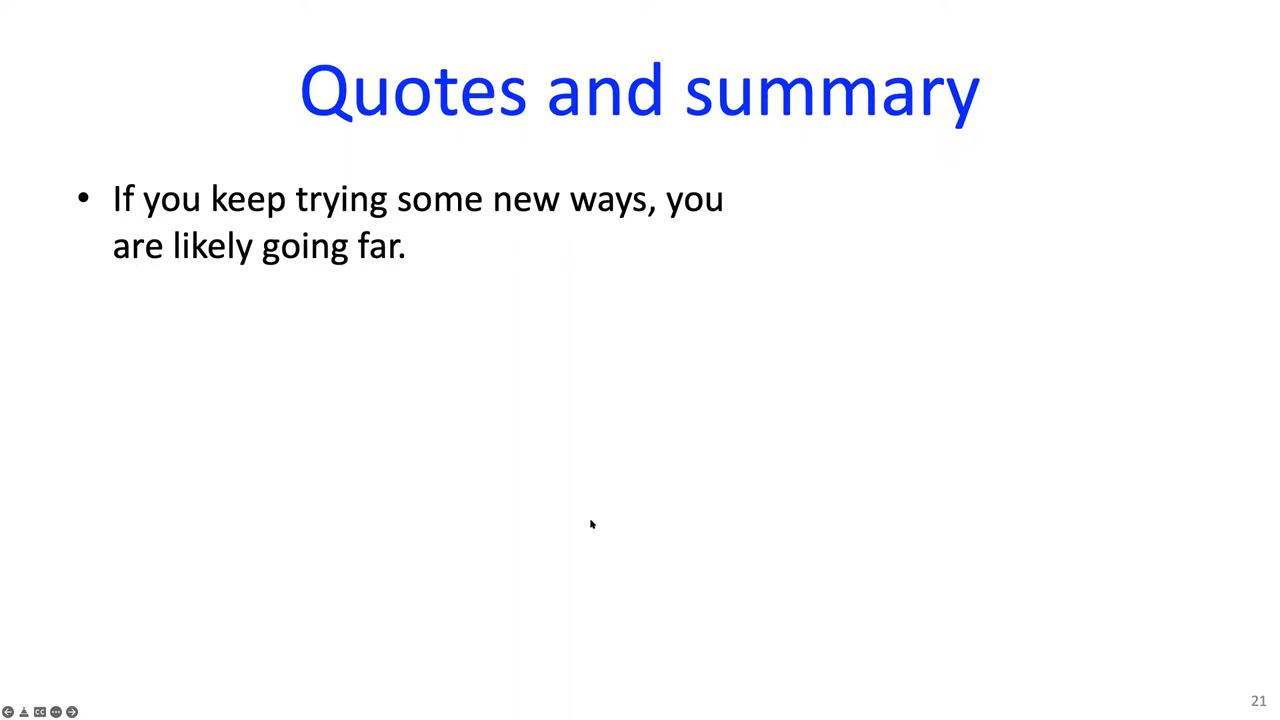 Quotes and summary
• If you keep trying some new ways, you
are likely going far.
21